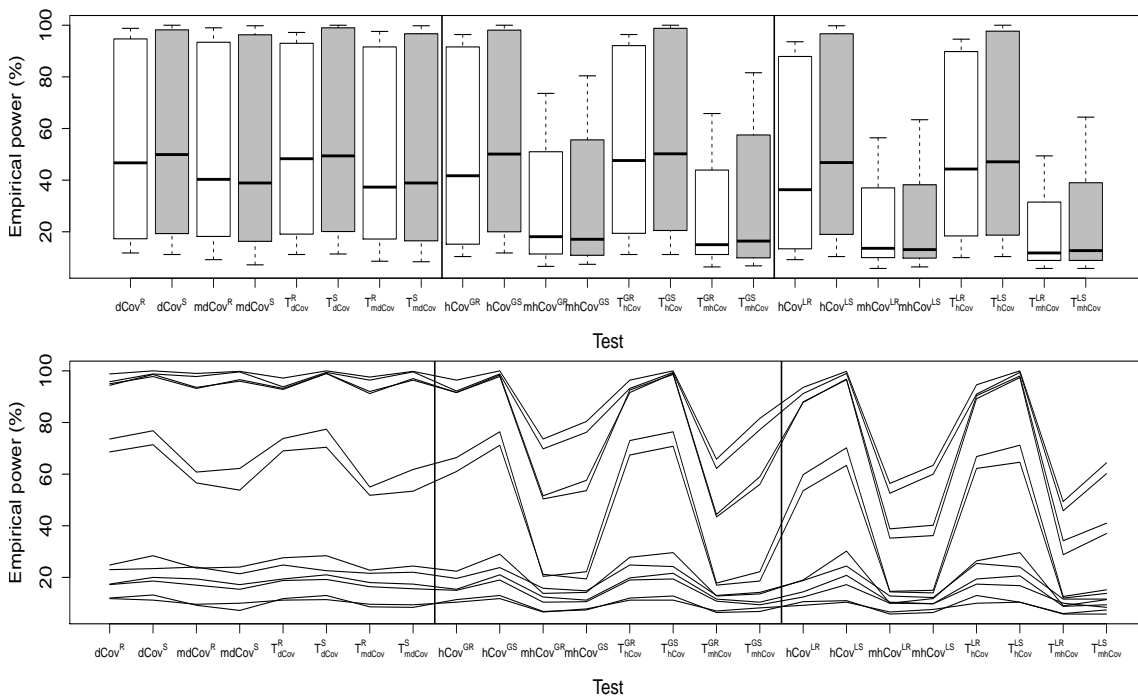 Empirical power (%)
100
80
60
40
20
dCov^R dCov^S mdCov^R mdCov^S T^R_dCov T^S_dCov T^R_mdCov T^S_mdCov hCov^GR hCov^GS mhCov^GR mhCov^GS T^GR_hCov T^GS_hCov T^GR_mhCov T^GS_mhCov hCov^LR hCov^LS mhCov^LR mhCov^LS T^LR_hCov T^LS_hCov T^LR_mhCov T^LS_mhCov
Test
Empirical power (%)
100
80
60
40
20
dCov^R dCov^S mdCov^R mdCov^S T^R_dCov T^S_dCov T^R_mdCov T^S_mdCov hCov^GR hCov^GS mhCov^GR mhCov^GS T^GR_hCov T^GS_hCov T^GR_mhCov T^GS_mhCov hCov^LR hCov^LS mhCov^LR mhCov^LS T^LR_hCov T^LS_hCov T^LR_mhCov T^LS_mhCov
Test